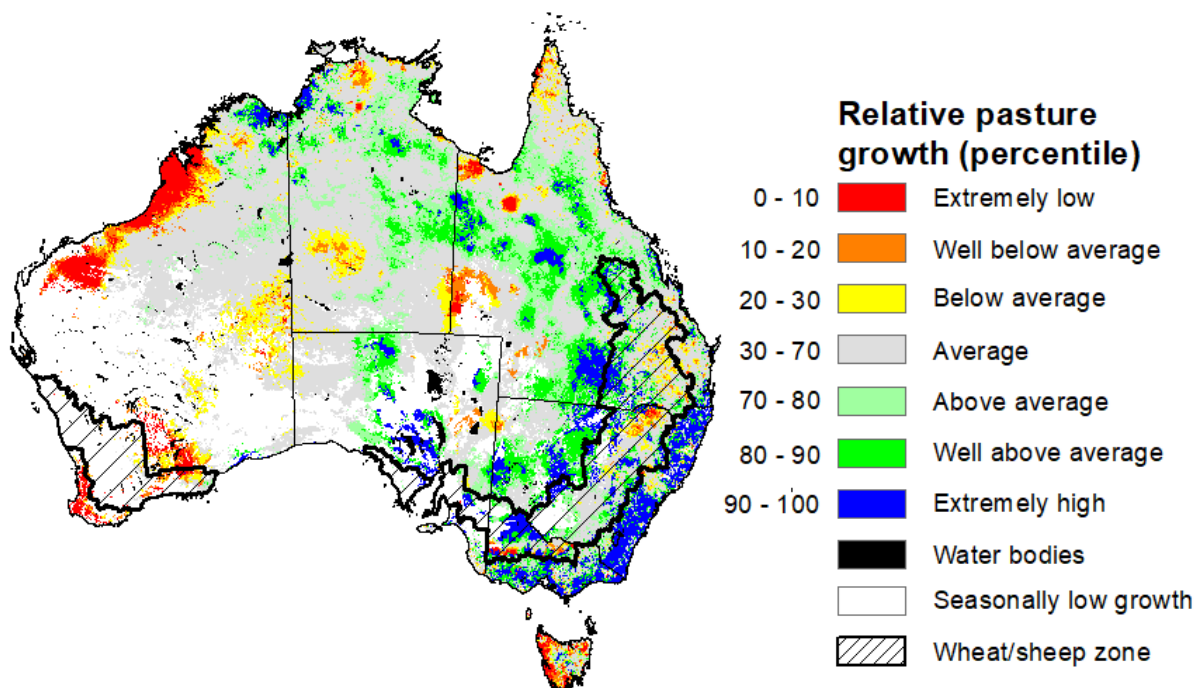 Relative pasture
growth (percentile)
0 - 10 Extremely low
10 - 20 Well below average
20 - 30 Below average
30 - 70 Average
70 - 80 Above average
80 - 90 Well above average
90 - 100 Extremely high
Water bodies
Seasonally low growth
Wheat/sheep zone